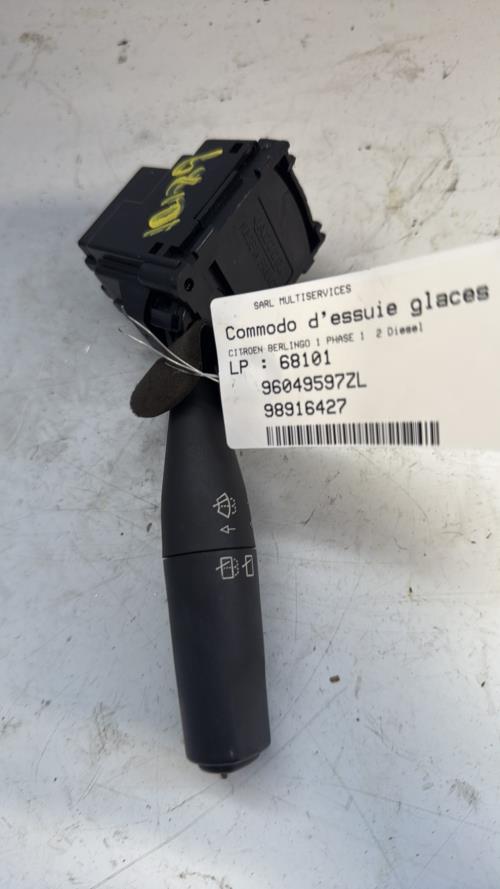 SARL MULTISERVICES
Commodo d'essuie glaces
CITROEN BERLINGO 1 PHASE 1 2 Diesel
LP : 68101
96049597ZL
98916427